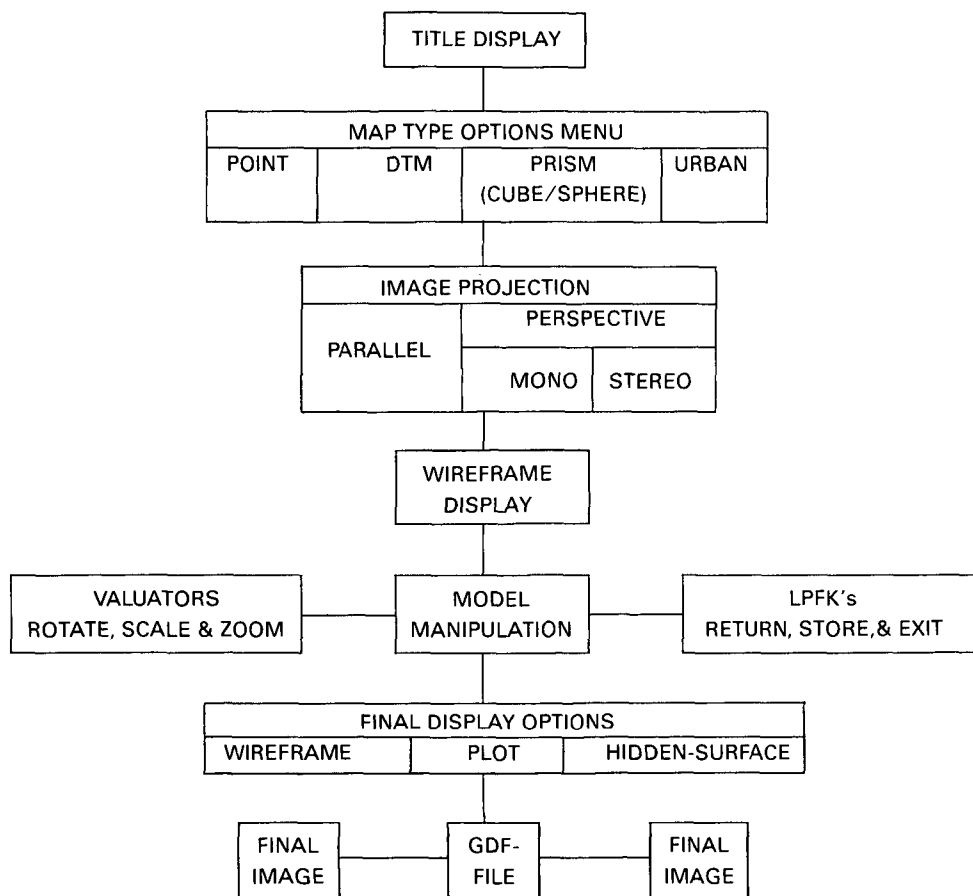 TITLE DISPLAY
MAP TYPE OPTIONS MENU
POINT DTM PRISM URBAN
(CUBE/SPHERE)
IMAGE PROJECTION
PERSPECTIVE
PARALLEL
MONO STEREO
WIREFRAME
DISPLAY
VALUATORS
ROTATE, SCALE & ZOOM
MODEL
MANIPULATION
LPFK's
RETURN, STORE,& EXIT
FINAL DISPLAY OPTIONS
WIREFRAME PLOT HIDDEN-SURFACE
FINAL
IMAGE
GDF-
FILE
FINAL
IMAGE